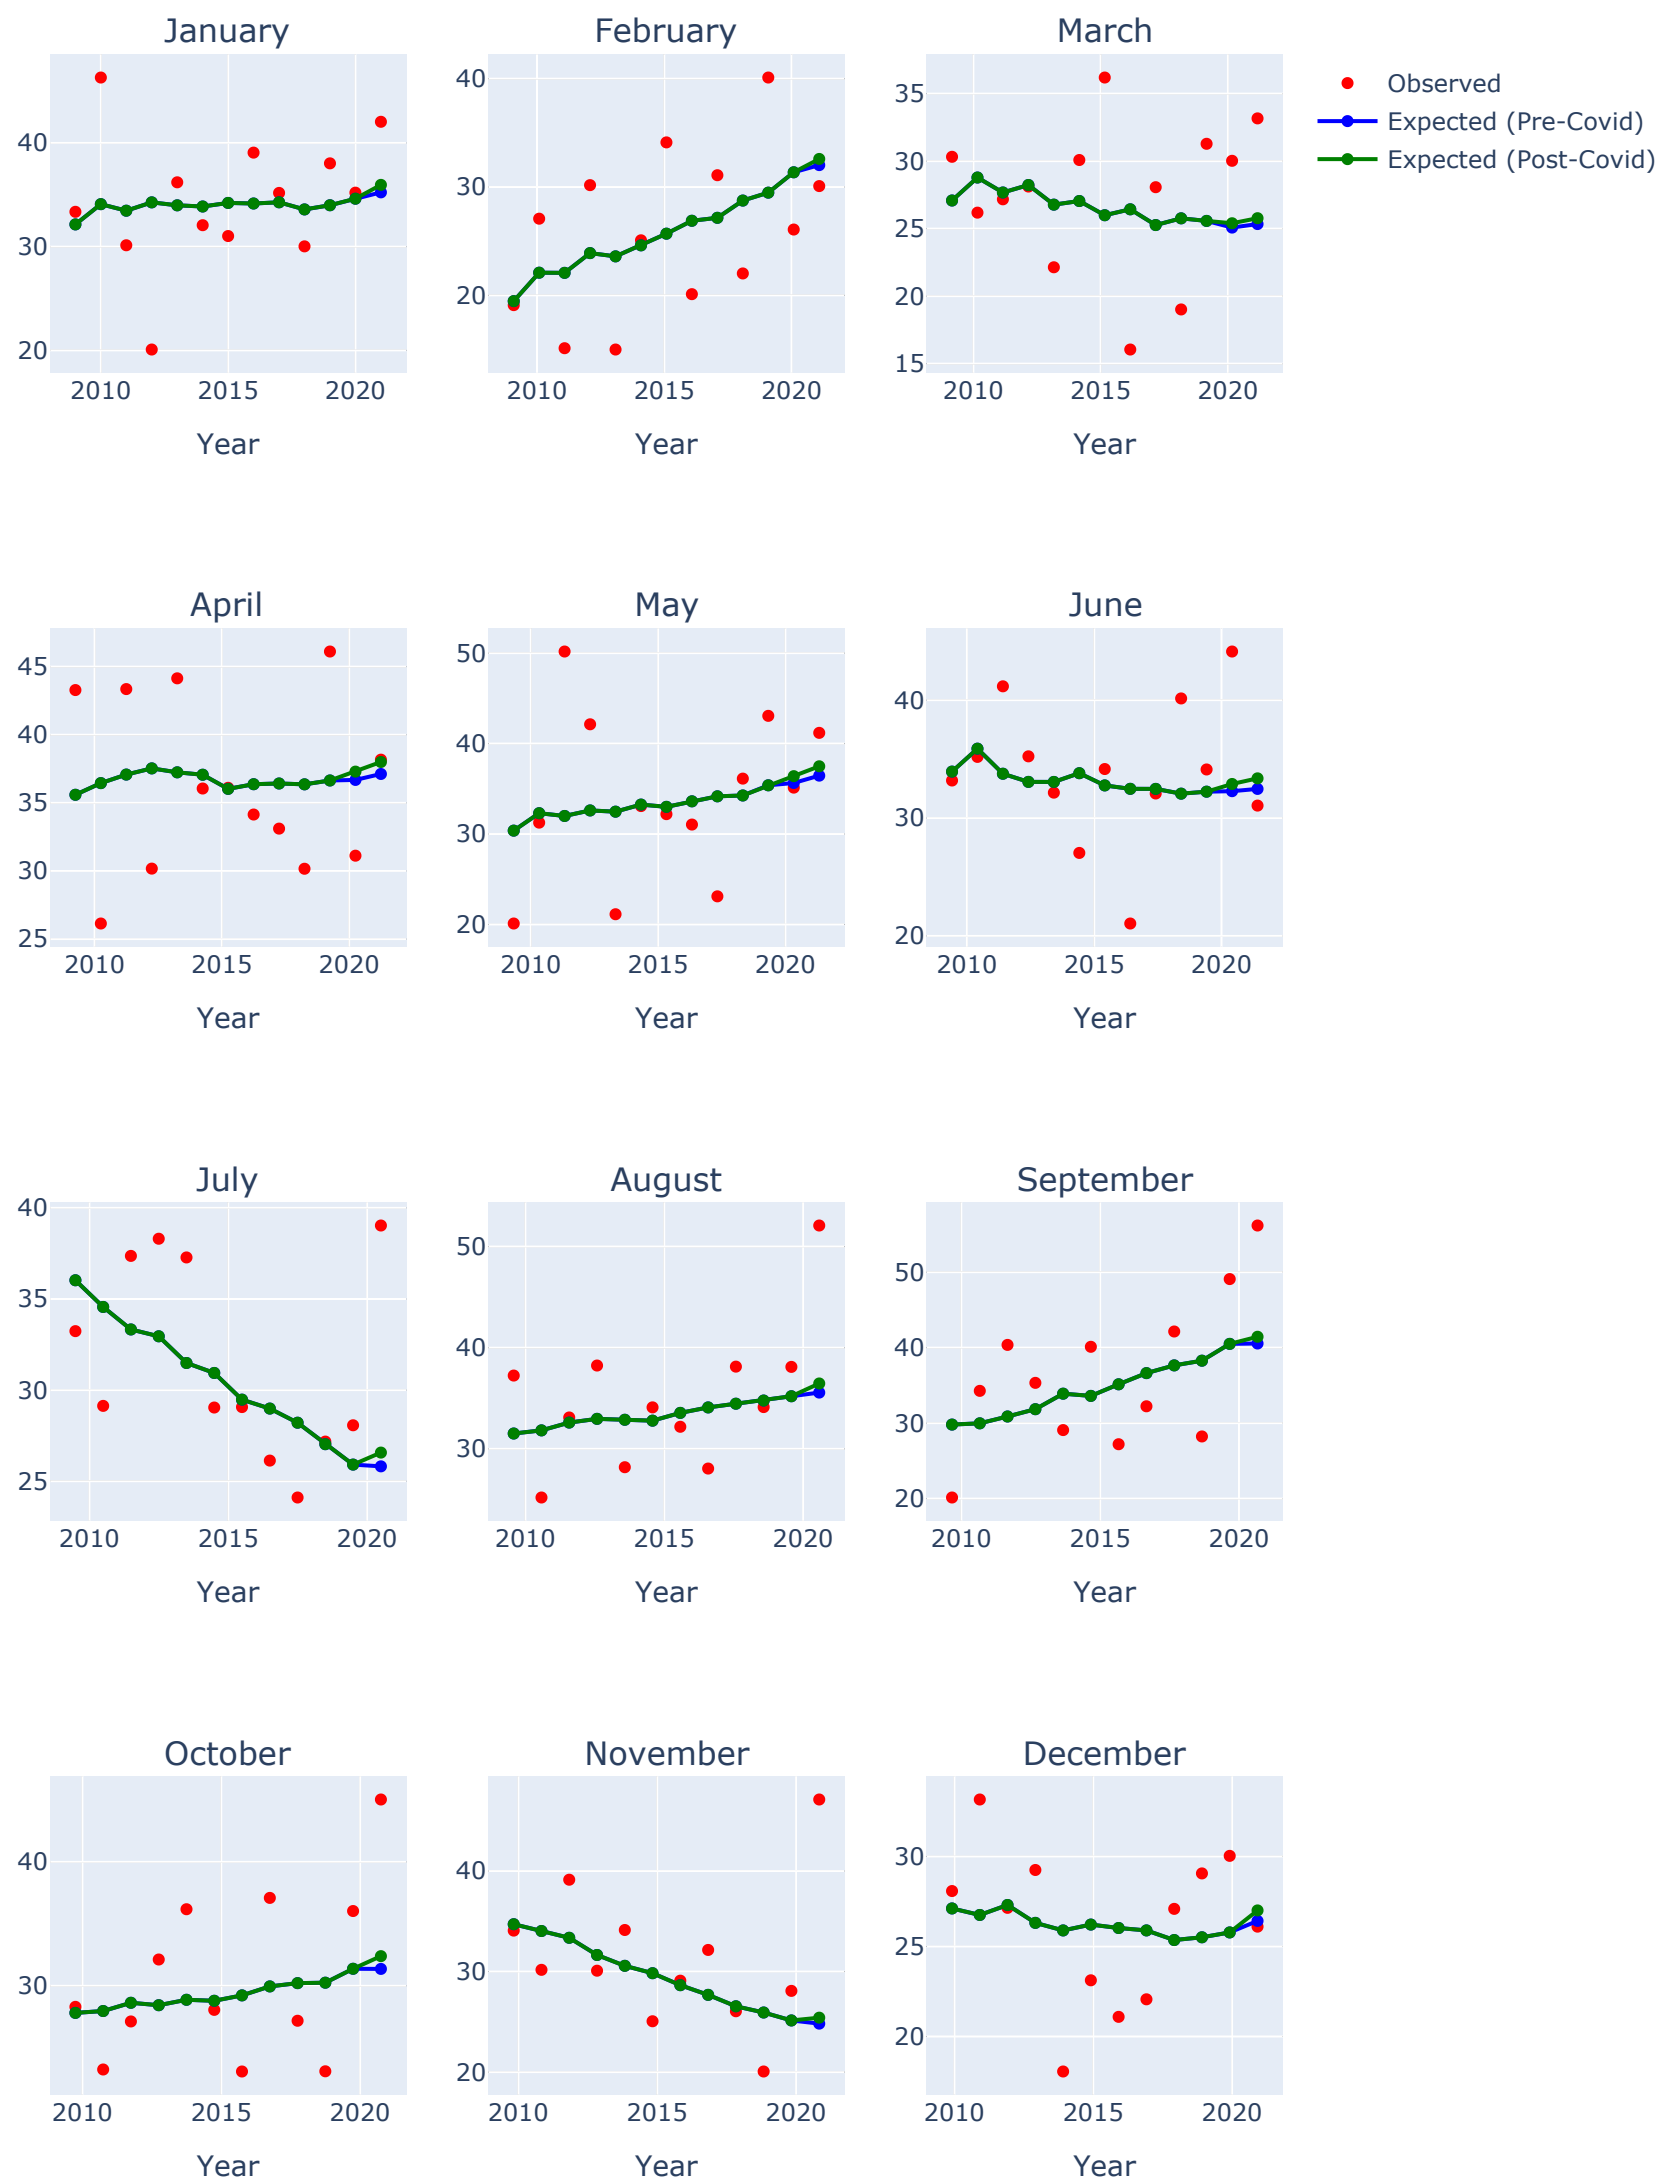 January
February
March
Observed
Expected (Pre-Covid)
Expected (Post-Covid)
40
30
20
2010 2015 2020
Year
40
30
20
2010 2015 2020
Year
35
30
25
20
15
2010 2015 2020
Year
April
May
June
45
40
35
30
25
2010 2015 2020
Year
50
40
30
20
2010 2015 2020
Year
40
30
20
2010 2015 2020
Year
July
August
September
40
35
30
25
2010 2015 2020
Year
50
40
30
2010 2015 2020
Year
50
40
30
20
2010 2015 2020
Year
October
November
December
40
30
2010 2015 2020
Year
40
30
20
2010 2015 2020
Year
30
25
20
2010 2015 2020
Year